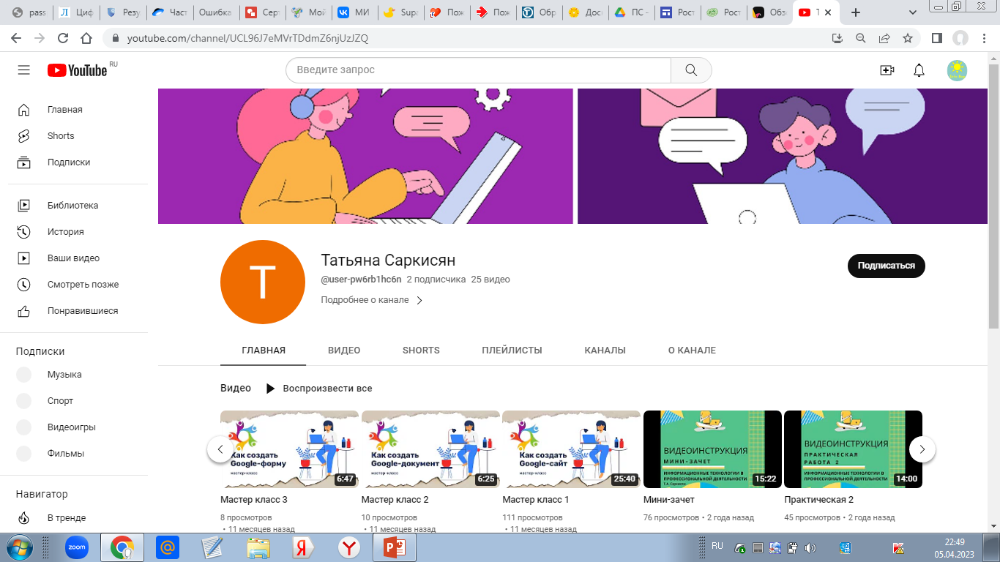 pass
Циф
Резу
Част
Ошибка
Серт
Мой
МИ
Supa
Пож
Пож
Обр
Дос
ПС -
Рост
Рост
Обз
youtube.com/channel/UCL96J7eMVrTDdmZ6njUzJZQ
YouTube RU
Введите запрос
Главная
Shorts
Подписки
Библиотека
История
Ваши видео
Смотреть позже
Понравившиеся
Подписки
Музыка
Спорт
Видеоигры
Фильмы
Навигатор
В тренде
Т
Татьяна Саркисян
@user-pw6rb1hc6n 2 подписчика 25 видео
Подробнее о канале
Подписаться
ГЛАВНАЯ ВИДЕО SHORTS ПЛЕЙЛИСТЫ КАНАЛЫ О КАНАЛЕ
Видео Воспроизвести все
Как создать
Google-форму
мастер-класс
6:47
Мастер класс 3
8 просмотров
• 11 месяцев назад
Как создать
Google-документ
мастер-класс
6:25
Мастер класс 2
10 просмотров
• 11 месяцев назад
Как создать
Google-сайт
мастер-класс
25:40
Мастер класс 1
111 просмотров
• 11 месяцев назад
ВИДЕОИНСТРУКЦИЯ
МИНИ-ЗАЧЕТ
ИНФОРМАЦИОННЫЕ ТЕХНОЛОГИИ В
ПРОФЕССИОНАЛЬНОЙ ДЕЯТЕЛЬНОСТИ
15:22
Мини-зачет
76 просмотров • 2 года назад
ВИДЕОИНСТРУКЦИЯ
ПРАКТИЧЕСКАЯ
РАБОТА 2
ИНФОРМАЦИОННЫЕ ТЕХНОЛОГИИ В
ПРОФЕССИОНАЛЬНОЙ ДЕЯТЕЛЬНОСТИ
14:00
Практическая 2
45 просмотров • 2 года назад
zoom
RU
22:49
05.04.2023